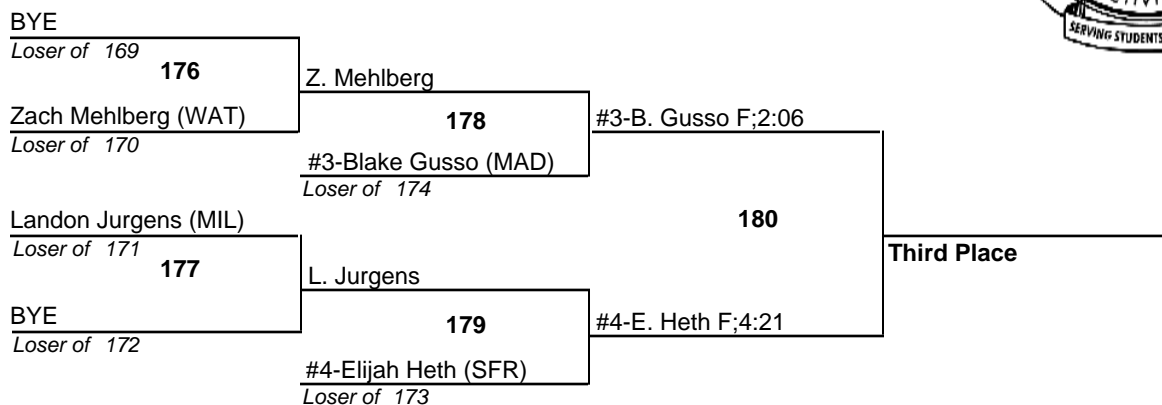 BYE
Loser of 169
176
Zach Mehlberg (WAT)
Loser of 170
Z. Mehlberg
178
#3-Blake Gusso (MAD)
Loser of 174
#3-B. Gusso F;2:06
Landon Jurgens (MIL)
Loser of 171
177
BYE
Loser of 172
L. Jurgens
179
#4-Elijah Heth (SFR)
Loser of 173
#4-E. Heth F;4:21
180
Third Place
SERVING STUDENTS